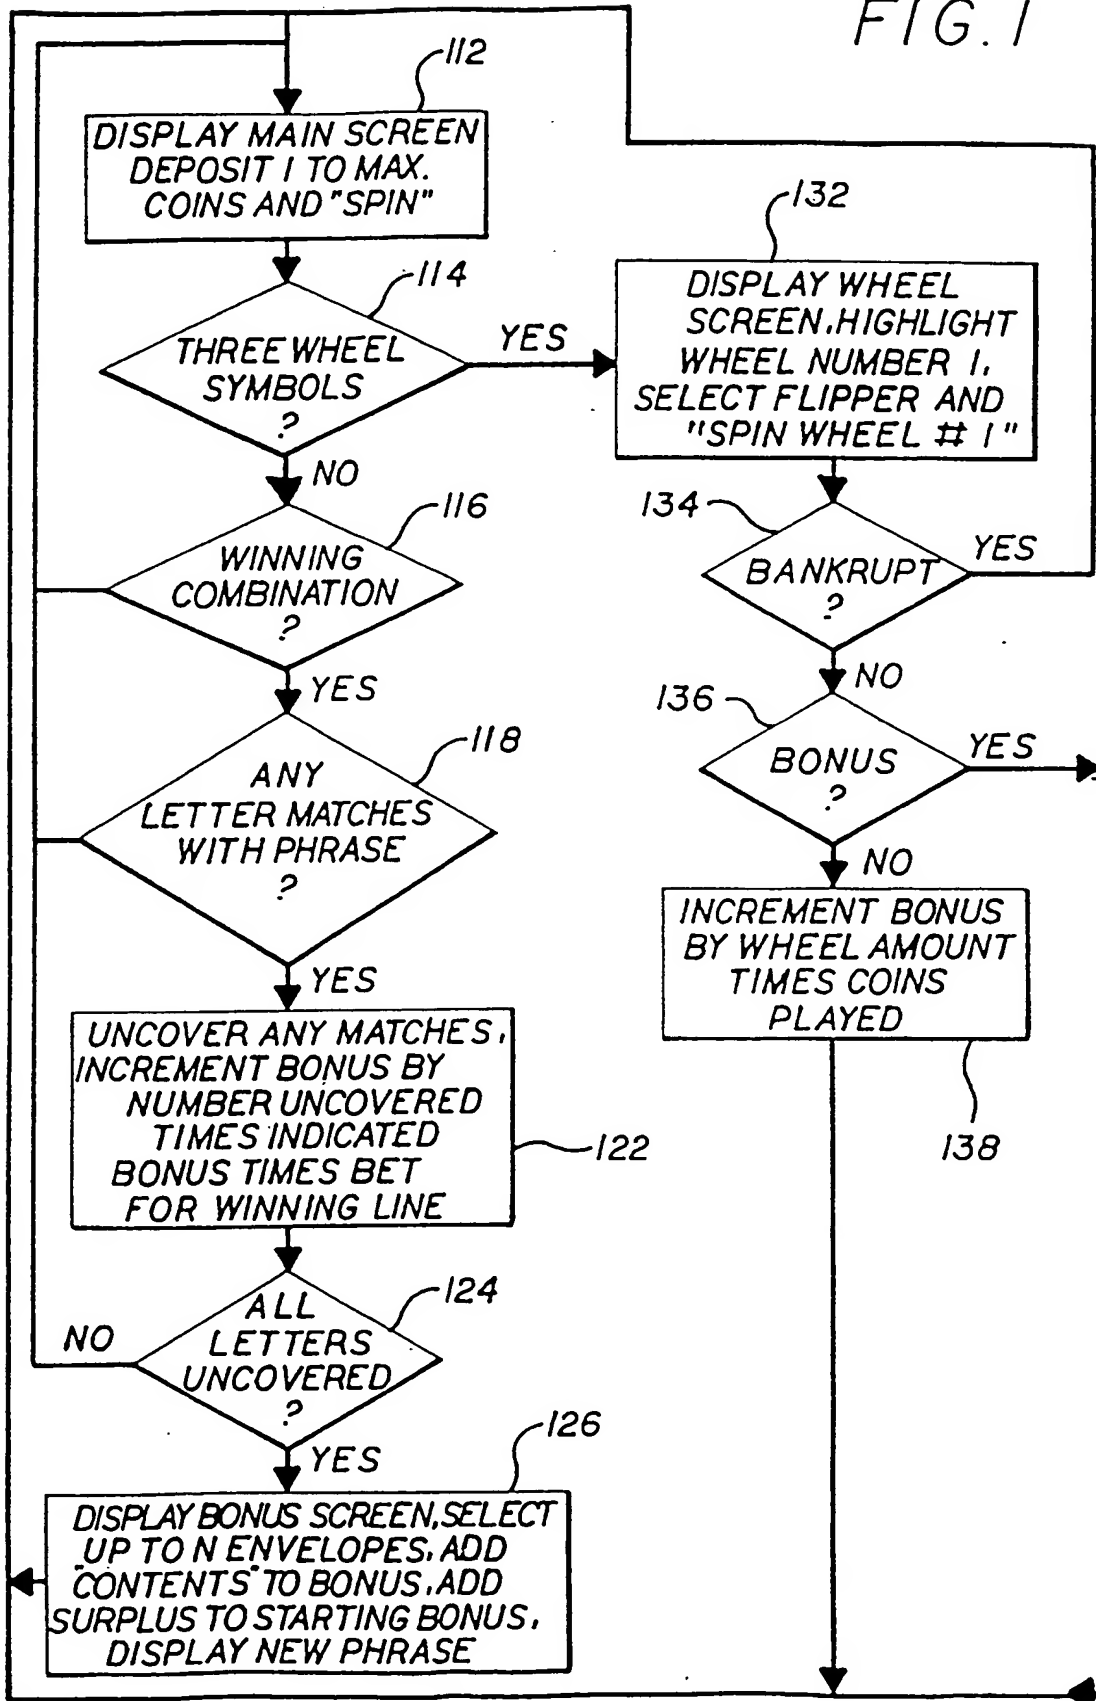 FIG. 1
112
DISPLAY MAIN SCREEN
DEPOSIT 1 TO MAX.
COINS AND "SPIN"
114
THREE WHEEL
SYMBOLS
?
YES
NO
132
DISPLAY WHEEL
SCREEN, HIGHLIGHT
WHEEL NUMBER 1,
SELECT FLIPPER AND
"SPIN WHEEL # 1"
116
WINNING
COMBINATION
?
YES
134
BANKRUPT
?
YES
NO
118
ANY
LETTER MATCHES
WITH PHRASE
?
YES
136
BONUS
?
YES
NO
INCREMENT BONUS
BY WHEEL AMOUNT
TIMES COINS
PLAYED
138
UNCOVER ANY MATCHES,
INCREMENT BONUS BY
NUMBER UNCOVERED
TIMES INDICATED
BONUS TIMES BET
FOR WINNING LINE
122
124
ALL
LETTERS
UNCOVERED
?
NO
YES
126
DISPLAY BONUS SCREEN, SELECT
UP TO N ENVELOPES, ADD
"CONTENTS" TO BONUS, ADD
SURPLUS TO STARTING BONUS,
DISPLAY NEW PHRASE